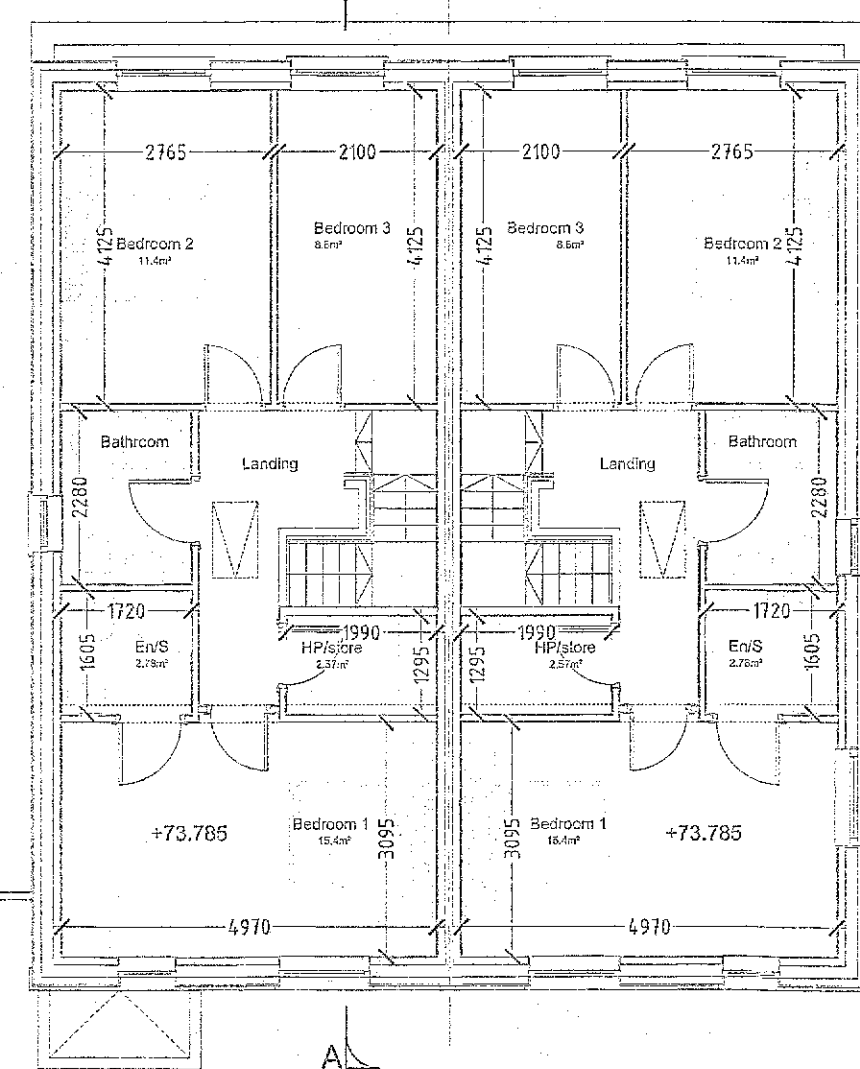 2765 2100 2100 2765
Bedroom 2
11.4m²
4125
Bedroom 3
8.6m²
4125
Bedroom 3
8.6m²
4125
Bedroom 2
11.4m²
4125
Bathroom
Landing
Landing
Bathroom
2280
2280
1720
1990
1990
1720
En/S
2.78m²
1605
HP/store
2.57m²
1295
HP/store
2.57m²
1295
En/S
2.78m²
1605
+73.785
Bedroom 1
15.4m²
3095
Bedroom 1
15.4m²
3095
+73.785
4970
4970
A